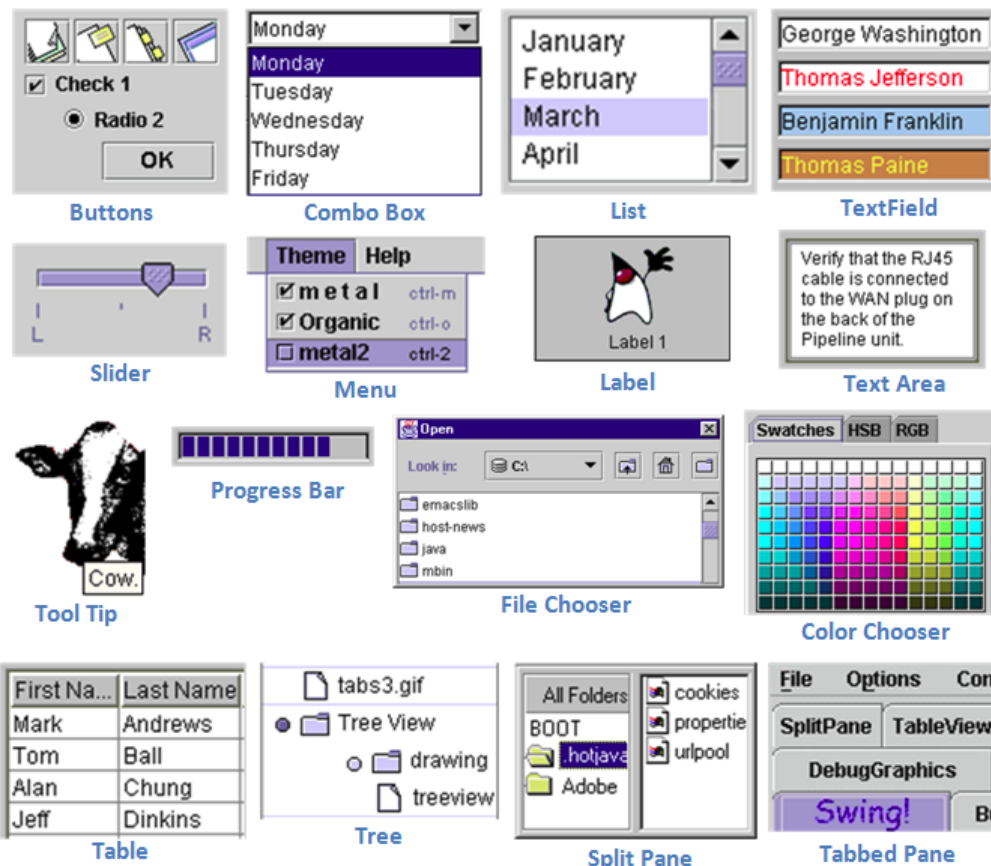 Check 1
Radio 2
OK
Buttons
Monday
Monday
Tuesday
Wednesday
Thursday
Friday
Combo Box
January
February
March
April
List
George Washington
Thomas Jefferson
Benjamin Franklin
Thomas Paine
TextField
L R
Slider
Theme Help
metal ctrl-m
Organic ctrl-o
metal2 ctrl-2
Menu
Label 1
Label
Verify that the RJ45
cable is connected
to the WAN plug on
the back of the
Pipeline unit.
Text Area
Cow.
Tool Tip
Progress Bar
Open
Look in: C:\
emacslib
host-news
java
mbin
File Chooser
Swatches HSB RGB
Color Chooser
First Na... Last Name
Mark Andrews
Tom Ball
Alan Chung
Jeff Dinkins
Table
tabs3.gif
Tree View
drawing
treeview
Tree
All Folders
BOOT
.hotjava
Adobe
cookies
propertie
urlpool
Split Pane
File Options Con
SplitPane TableView
DebugGraphics
Swing! B
Tabbed Pane